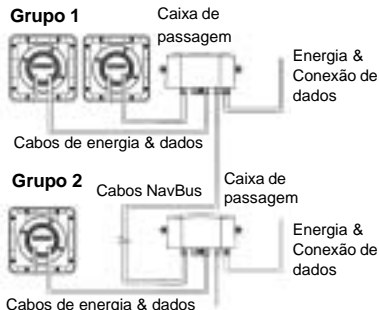 Grupo 1
Caixa de
passagem
Energia &
Conexão de
dados
Cabos de energia & dados
Grupo 2
Cabos NavBus
Caixa de
passagem
Energia &
Conexão de
dados
Cabos de energia & dados